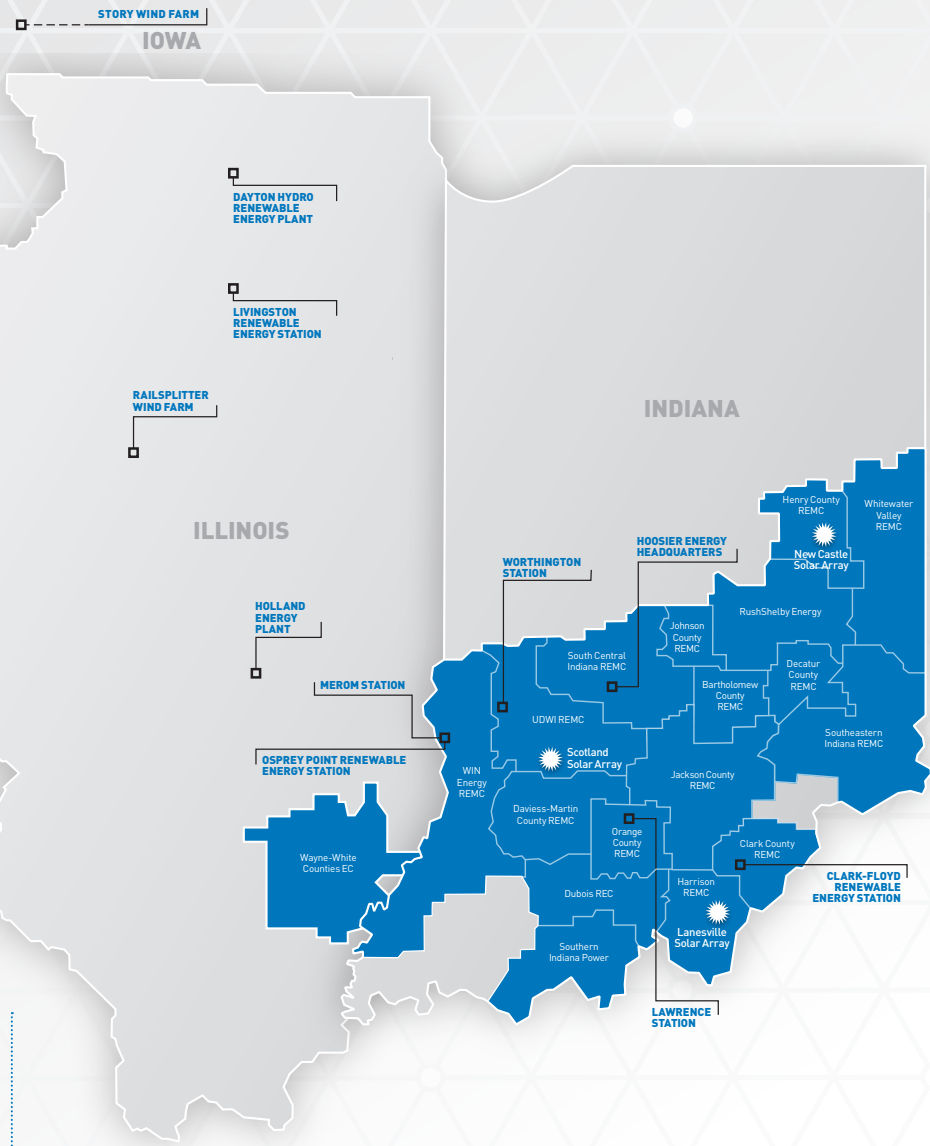 STORY WIND FARM
IOWA
DAYTON HYDRO
RENEWABLE
ENERGY PLANT
LIVINGSTON
RENEWABLE
ENERGY STATION
RAILSPLITTER
WIND FARM
INDIANA
ILLINOIS
Henry County
REMC
Whitewater
Valley
REMC
New Castle
Solar Array
HOOSIER ENERGY
HEADQUARTERS
WORTHINGTON
STATION
HOLLAND
ENERGY
PLANT
RushShelby Energy
Johnson
County
REMC
South Central
Indiana REMC
Decatur
County
REMC
MEROM STATION
Bartholomew
County
REMC
UDWI REMC
Southeastern
Indiana REMC
OSPREY POINT RENEWABLE
ENERGY STATION
Scotland
Solar Array
WIN
Energy
REMC
Jackson County
REMC
Daviess-Martin
County REMC
Orange
County
REMC
Clark County
REMC
Wayne-White
Counties EC
CLARK-FLOYD
RENEWABLE
ENERGY STATION
Dubois REC
Harrison
REMC
Lanesville
Solar Array
Southern
Indiana Power
LAWRENCE
STATION